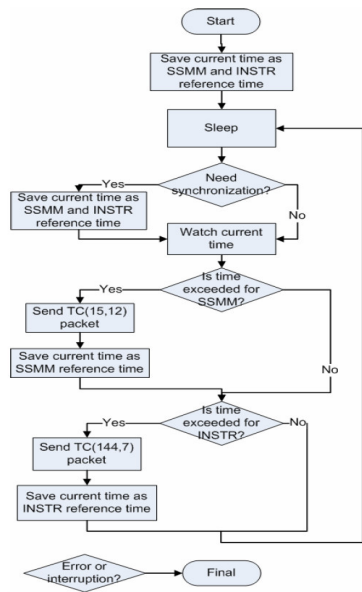 Start
Save current time as
SSMM and INSTR
reference time
Sleep
Need
synchronization?
Yes
No
Save current time as
SSMM and INSTR
reference time
Watch current
time
Is time
exceeded for
SSMM?
Yes
No
Send TC(15,12)
packet
Save current time as
SSMM reference time
Is time
exceeded for
INSTR?
Yes
No
Send TC(144,7)
packet
Save current time as
INSTR reference time
Error or
interruption?
Final